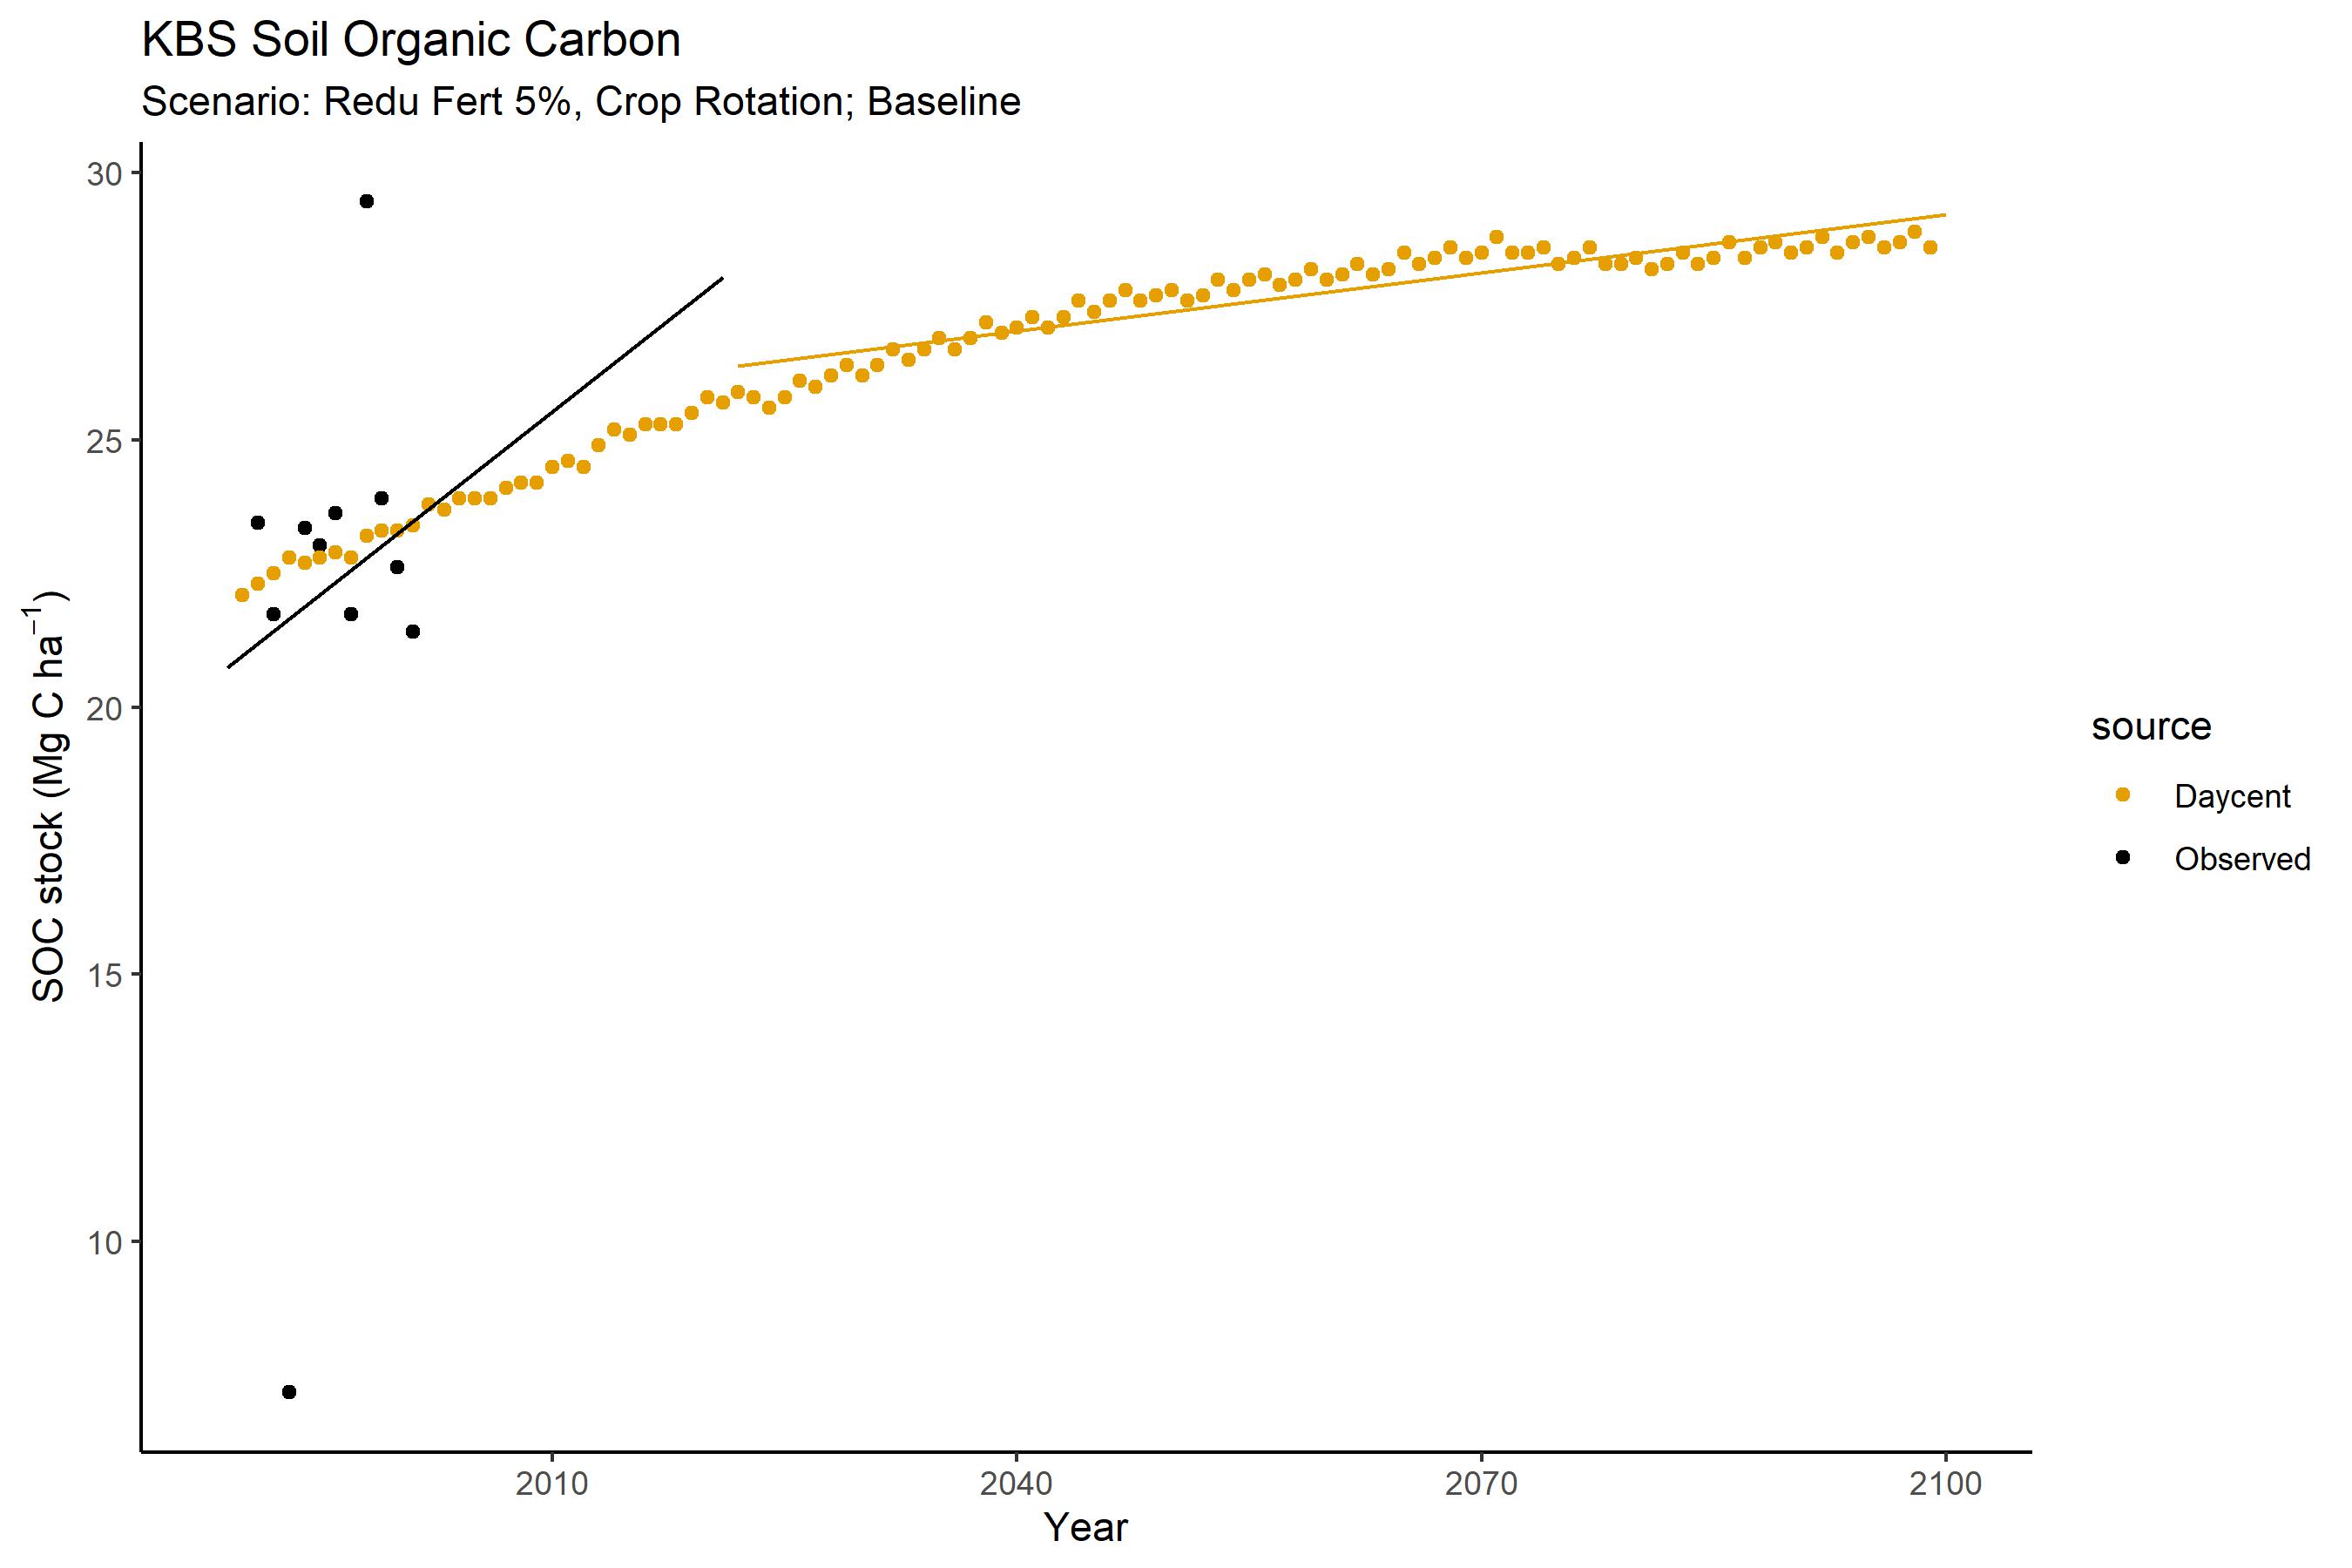 KBS Soil Organic Carbon
Scenario: Redu Fert 5%, Crop Rotation; Baseline
30
25
20
15
10
SOC stock (Mg C ha⁻¹)
2010 2040 2070 2100
Year
source
Daycent
Observed